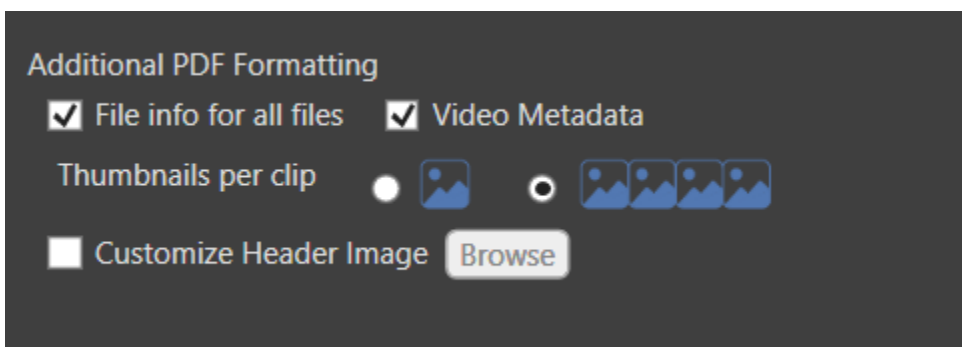 Additional PDF Formatting
File info for all files Video Metadata
Thumbnails per clip
Customize Header Image Browse